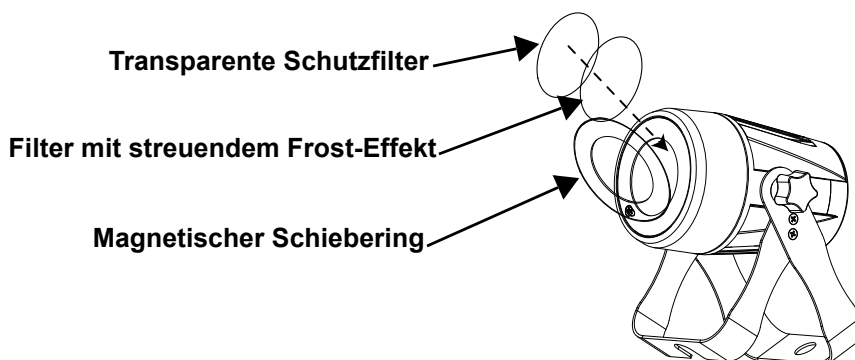 Transparente Schutzfilter
Filter mit streuendem Frost-Effekt
Magnetischer Schiebering